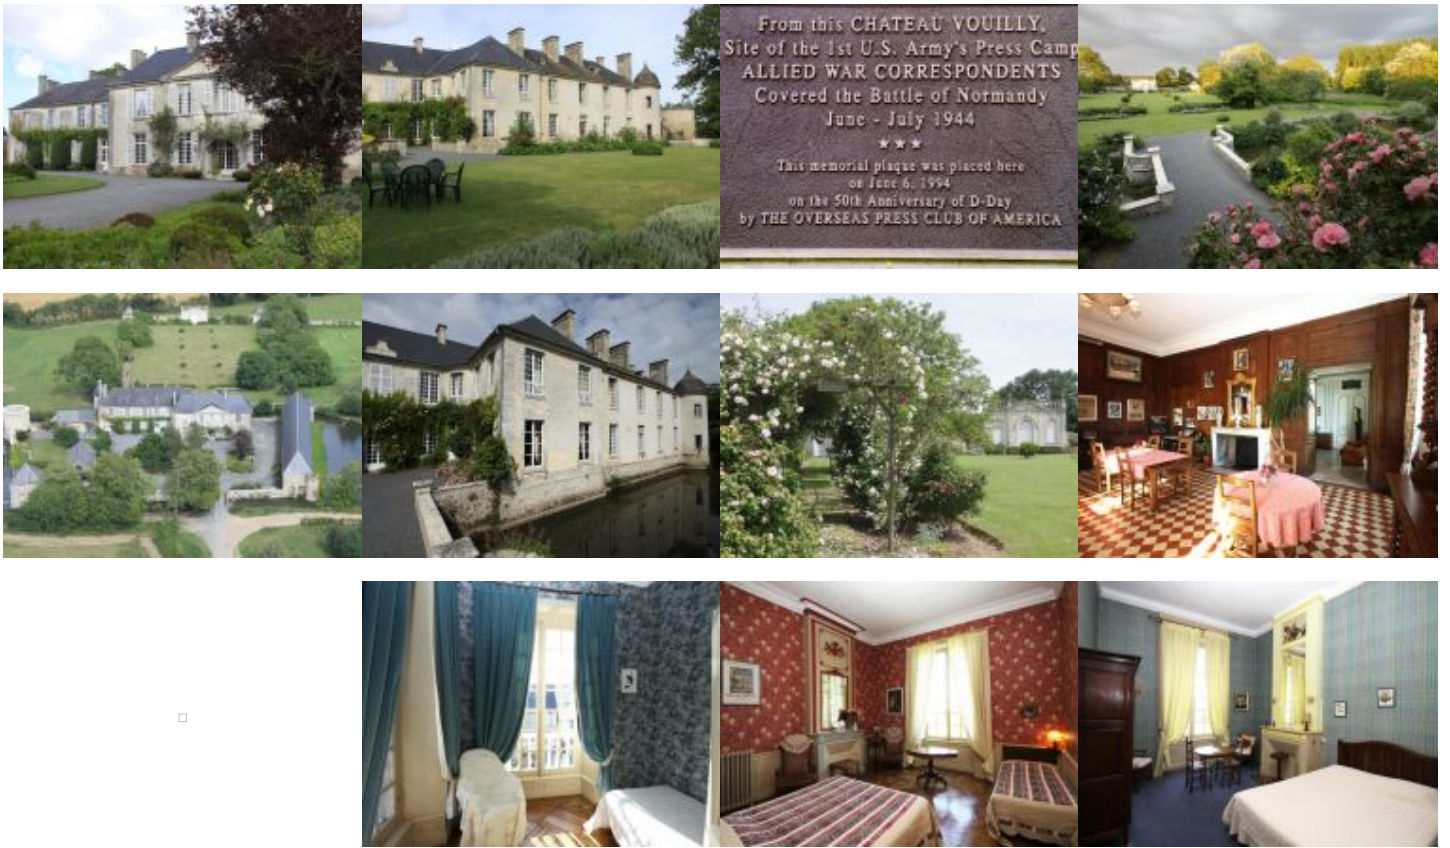 From this CHATEAU VOUILLY,
Site of the 1st U.S. Army's Press Camp
ALLIED WAR CORRESPONDENTS
Covered the Battle of Normandy
June - July 1944
★★★
This memorial plaque was placed here
on June 6, 1994
on the 50th Anniversary of D-Day
by THE OVERSEAS PRESS CLUB OF AMERICA